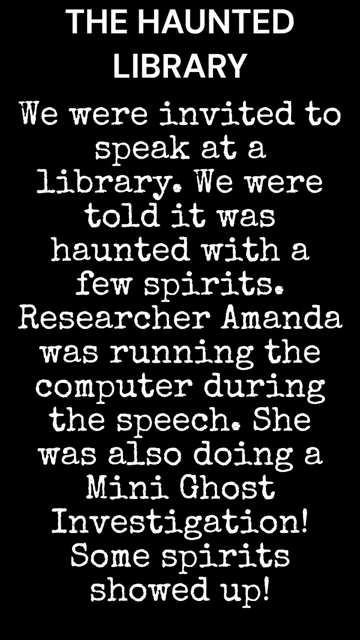 THE HAUNTED
LIBRARY
We were invited to
speak at a
library. We were
told it was
haunted with a
few spirits.
Researcher Amanda
was running the
computer during
the speech. She
was also doing a
Mini Ghost
Investigation!
Some spirits
showed up!